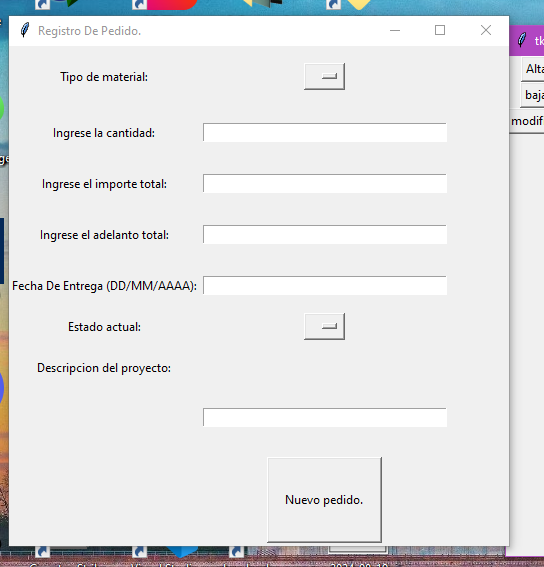 Registro De Pedido.
tk
Tipo de material:
Alta
baja
modif
Ingrese la cantidad:
Ingrese el importe total:
Ingrese el adelanto total:
Fecha De Entrega (DD/MM/AAAA):
Estado actual:
Descripcion del proyecto:
Nuevo pedido.